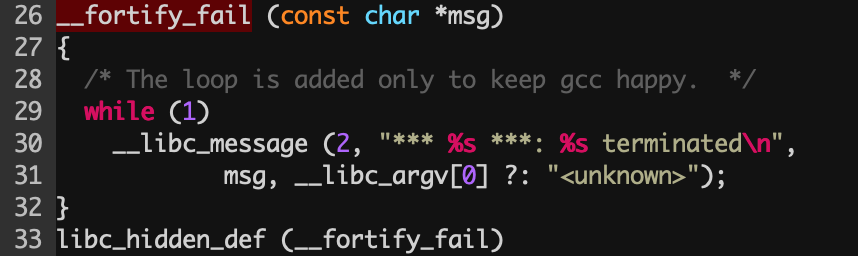 26 __fortify_fail (const char *msg)
27 {
28   /* The loop is added only to keep gcc happy.  */
29   while (1)
30     __libc_message (2, "*** %s ***: %s terminated\n",
31             msg, __libc_argv[0] ?: "<unknown>");
32 }
33 libc_hidden_def (__fortify_fail)